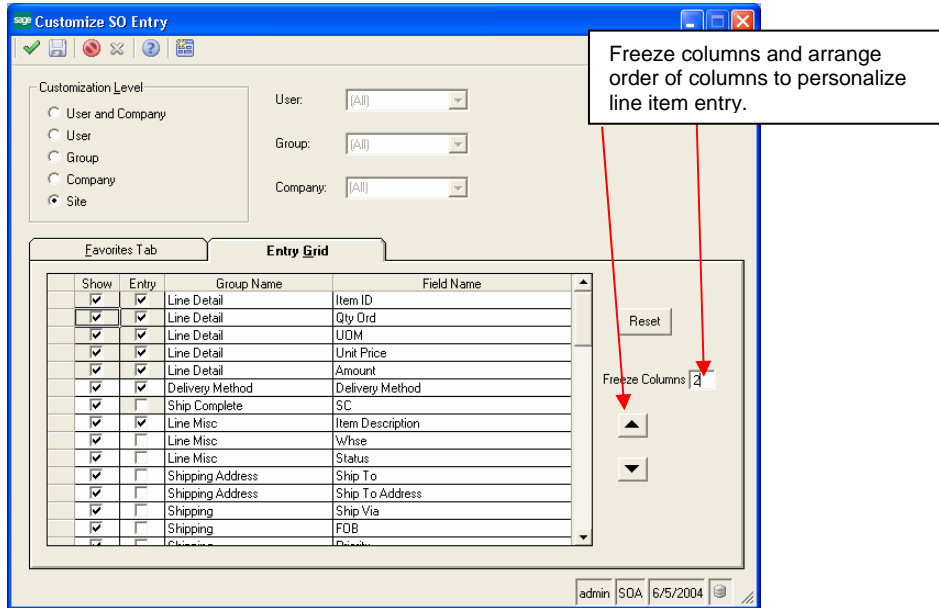 sage Customize SO Entry
Freeze columns and arrange
order of columns to personalize
line item entry.
Customization Level
User and Company
User
Group
Company
Site
User: (All)
Group: (All)
Company: (All)
Favorites Tab Entry Grid
Show Entry Group Name Field Name
Line Detail Item ID
Line Detail Qty Ord
Line Detail UOM
Line Detail Unit Price
Line Detail Amount
Delivery Method Delivery Method
Ship Complete SC
Line Misc Item Description
Line Misc Whse
Line Misc Status
Shipping Address Ship To
Shipping Address Ship To Address
Shipping Ship Via
Shipping FOB
Shipping Priority
Reset
Freeze Columns 2
admin SOA 6/5/2004